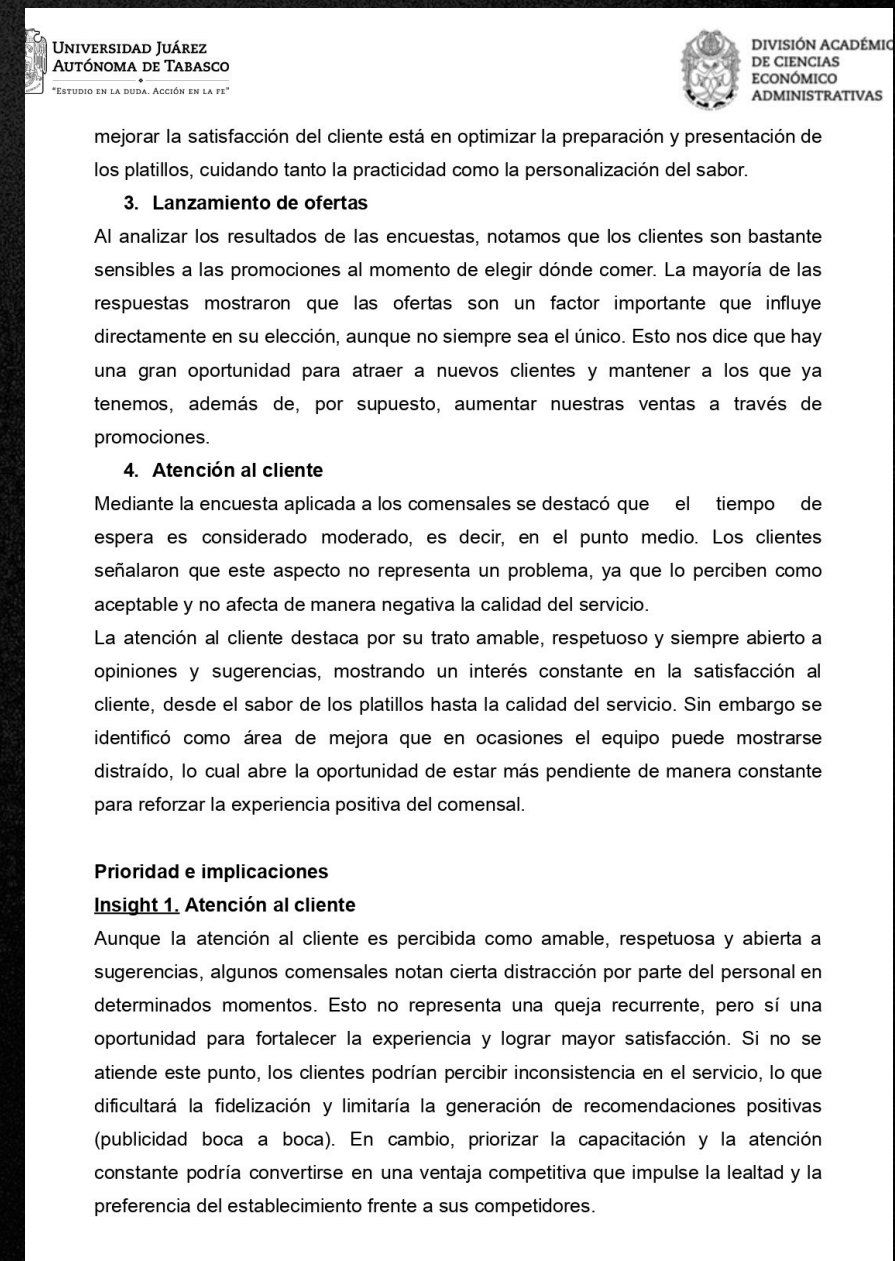 UNIVERSIDAD JUÁREZ
AUTÓNOMA DE TABASCO
"ESTUDIO EN LA DUDA. ACCIÓN EN LA FE"
DIVISIÓN ACADÉMIC
DE CIENCIAS
ECONÓMICO
ADMINISTRATIVAS
mejorar la satisfacción del cliente está en optimizar la preparación y presentación de
los platillos, cuidando tanto la practicidad como la personalización del sabor.
3. Lanzamiento de ofertas
Al analizar los resultados de las encuestas, notamos que los clientes son bastante
sensibles a las promociones al momento de elegir dónde comer. La mayoría de las
respuestas mostraron que las ofertas son un factor importante que influye
directamente en su elección, aunque no siempre sea el único. Esto nos dice que hay
una gran oportunidad para atraer a nuevos clientes y mantener a los que ya
tenemos, además de, por supuesto, aumentar nuestras ventas a través de
promociones.
4. Atención al cliente
Mediante la encuesta aplicada a los comensales se destacó que el tiempo de
espera es considerado moderado, es decir, en el punto medio. Los clientes
señalaron que este aspecto no representa un problema, ya que lo perciben como
aceptable y no afecta de manera negativa la calidad del servicio.
La atención al cliente destaca por su trato amable, respetuoso y siempre abierto a
opiniones y sugerencias, mostrando un interés constante en la satisfacción al
cliente, desde el sabor de los platillos hasta la calidad del servicio. Sin embargo se
identificó como área de mejora que en ocasiones el equipo puede mostrarse
distraído, lo cual abre la oportunidad de estar más pendiente de manera constante
para reforzar la experiencia positiva del comensal.
Prioridad e implicaciones
Insight 1. Atención al cliente
Aunque la atención al cliente es percibida como amable, respetuosa y abierta a
sugerencias, algunos comensales notan cierta distracción por parte del personal en
determinados momentos. Esto no representa una queja recurrente, pero sí una
oportunidad para fortalecer la experiencia y lograr mayor satisfacción. Si no se
atiende este punto, los clientes podrían percibir inconsistencia en el servicio, lo que
dificultará la fidelización y limitaría la generación de recomendaciones positivas
(publicidad boca a boca). En cambio, priorizar la capacitación y la atención
constante podría convertirse en una ventaja competitiva que impulse la lealtad y la
preferencia del establecimiento frente a sus competidores.